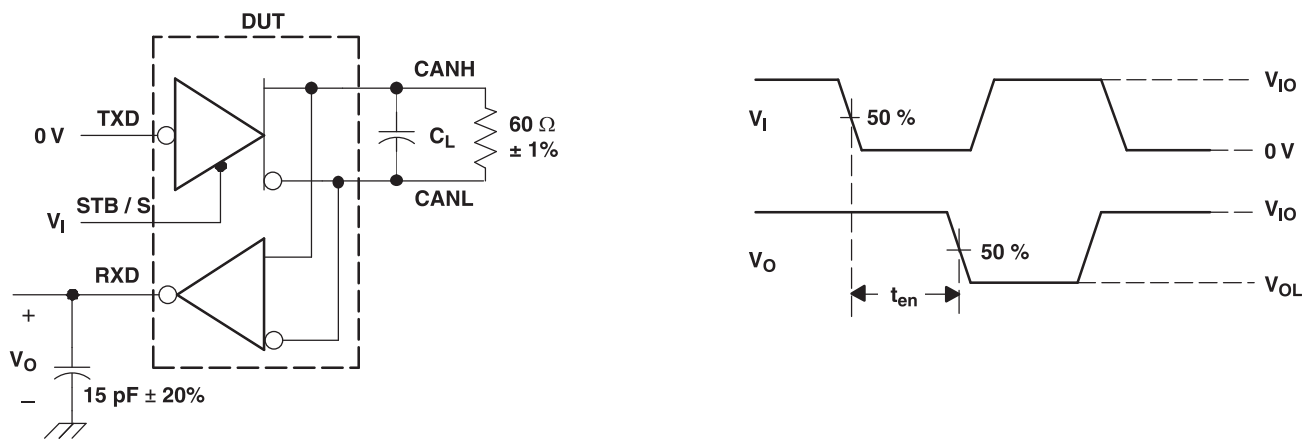 DUT
CANH
TXD
0 V
C_L
60 Ω
± 1%
STB / S
V_I
CANL
RXD
+
V_O
–
15 pF ± 20%
V_I
50 %
V_IO
0 V
V_O
50 %
V_IO
t_en
V_OL